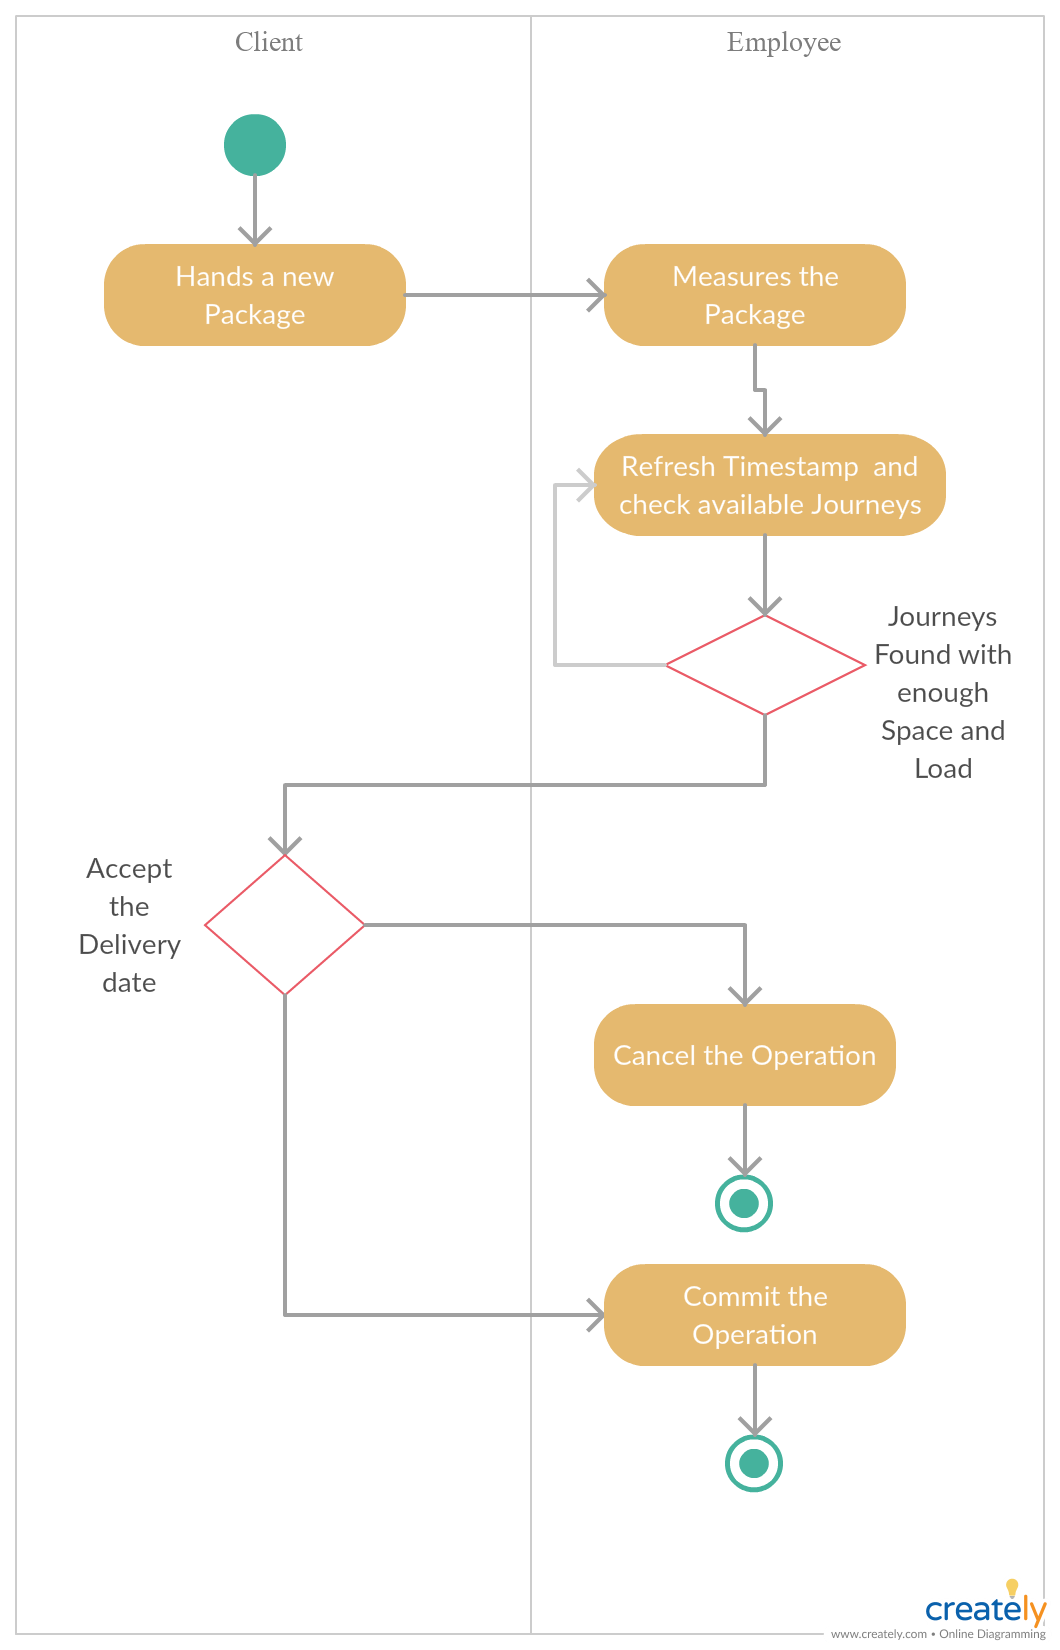 Client
Employee
Hands a new
Package
Measures the
Package
Refresh Timestamp  and
check available Journeys
Journeys
Found with
enough
Space and
Load
Accept
the
Delivery
date
Cancel the Operation
Commit the
Operation
creately
www.creately.com • Online Diagramming